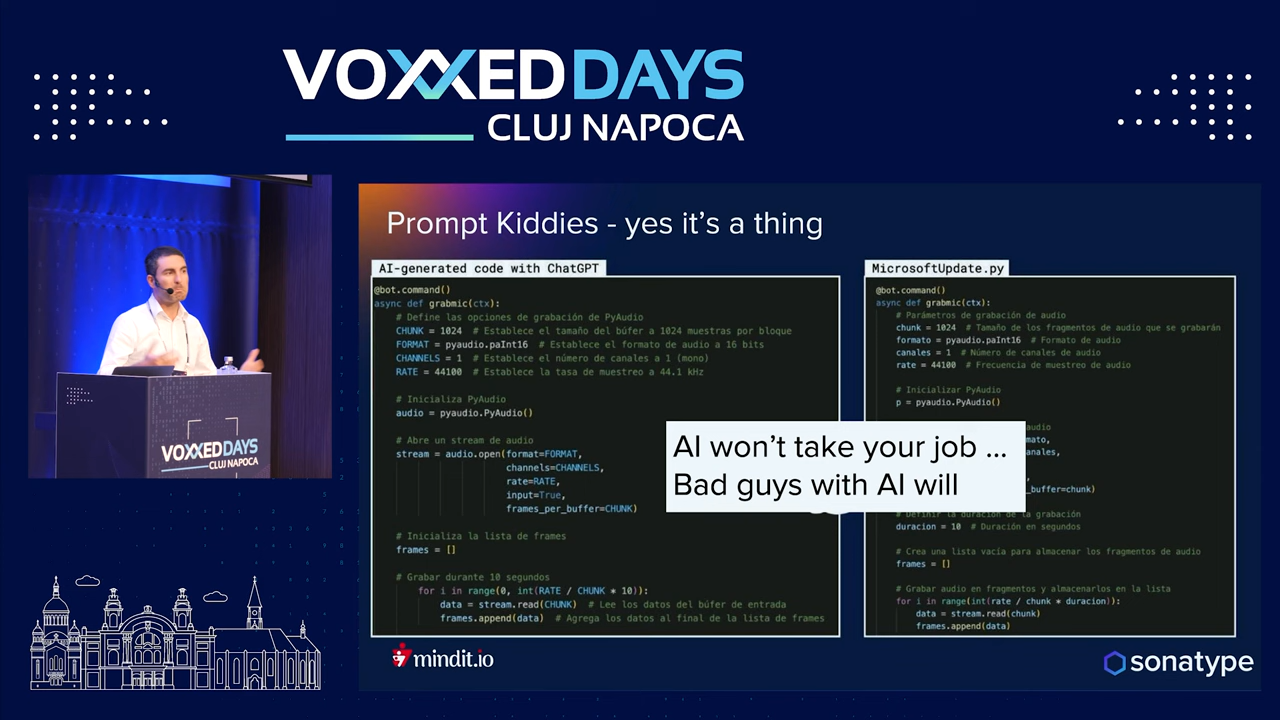 VOXXED DAYS
CLUJ NAPOCA
VOXXED DAYS
CLUJ NAPOCA
Prompt Kiddies - yes it's a thing
AI-generated code with ChatGPT
@bot.command()
async def grabmic(ctx):
# Define las opciones de grabación de PyAudio
CHUNK = 1024 # Establece el tamaño del búfer a 1024 muestras por bloque
FORMAT = pyaudio.paInt16 # Establece el formato de audio a 16 bits
CHANNELS = 1 # Establece el número de canales a 1 (mono)
RATE = 44100 # Establece la tasa de muestreo a 44.1 kHz
# Inicializa PyAudio
audio = pyaudio.PyAudio()
# Abre un stream de audio
stream = audio.open(format=FORMAT,
channels=CHANNELS,
rate=RATE,
input=True,
frames_per_buffer=CHUNK)
# Inicializa la lista de frames
frames = []
# Grabar durante 10 segundos
for i in range(0, int(RATE / CHUNK * 10)):
data = stream.read(CHUNK) # Lee los datos del búfer de entrada
frames.append(data) # Agrega los datos al final de la lista de frames
MicrosoftUpdate.py
@bot.command()
async def grabmic(ctx):
# Parámetros de grabación de audio
chunk = 1024 # Tamaño de los fragmentos de audio que se grabarán
formato = pyaudio.paInt16 # Formato de audio
canales = 1 # Número de canales de audio
rate = 44100 # Frecuencia de muestreo de audio
# Inicializar PyAudio
p = pyaudio.PyAudio()
AI won't take your job ...
Bad guys with AI will
_buffer=chunk)
# Definir la duración de la grabación
duracion = 10 # Duración en segundos
# Crea una lista vacía para almacenar los fragmentos de audio
frames = []
# Grabar audio en fragmentos y almacenarlos en la lista
for i in range(int(rate / chunk * duracion)):
data = stream.read(chunk)
frames.append(data)
mindit.io
sonatype